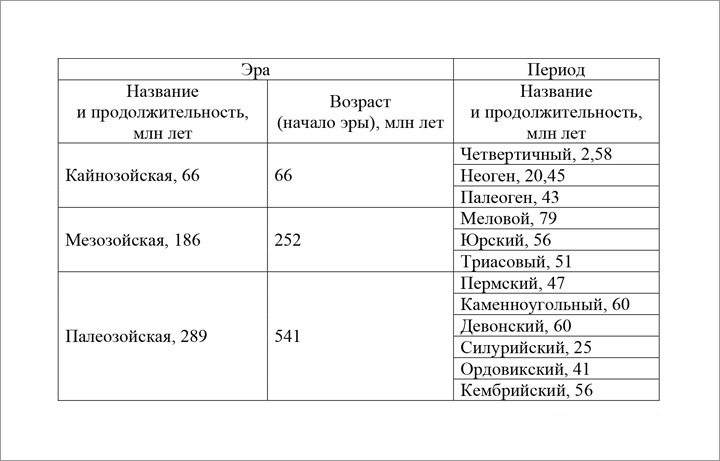 Эра
Период
Название
и продолжительность,
млн лет
Возраст
(начало эры), млн лет
Название
и продолжительность,
млн лет
Кайнозойская, 66
66
Четвертичный, 2,58
Неоген, 20,45
Палеоген, 43
Мезозойская, 186
252
Меловой, 79
Юрский, 56
Триасовый, 51
Палеозойская, 289
541
Пермский, 47
Каменноугольный, 60
Девонский, 60
Силурийский, 25
Ордовикский, 41
Кембрийский, 56